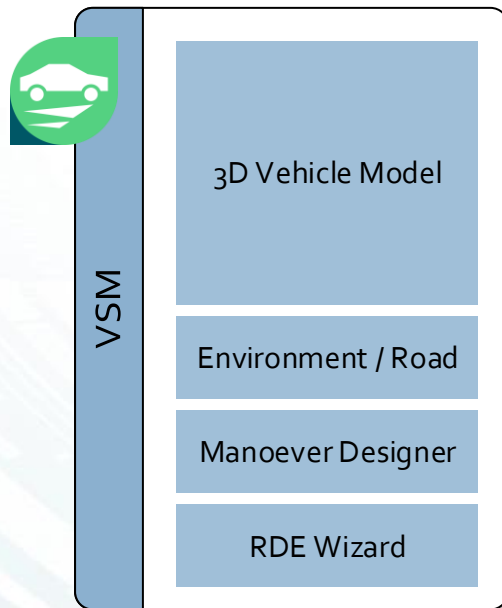 3D Vehicle Model
VSM
Environment / Road
Manoever Designer
RDE Wizard